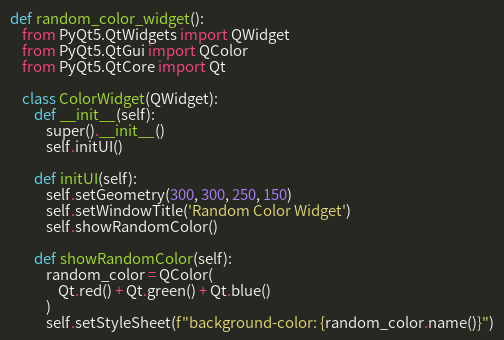 def random_color_widget():
from PyQt5.QtWidgets import QWidget
from PyQt5.QtGui import QColor
from PyQt5.QtCore import Qt
class ColorWidget(QWidget):
def __init__(self):
super().__init__()
self.initUI()
def initUI(self):
self.setGeometry(300, 300, 250, 150)
self.setWindowTitle('Random Color Widget')
self.showRandomColor()
def showRandomColor(self):
random_color = QColor(
Qt.red() + Qt.green() + Qt.blue()
)
self.setStyleSheet(f"background-color: {random_color.name()}")